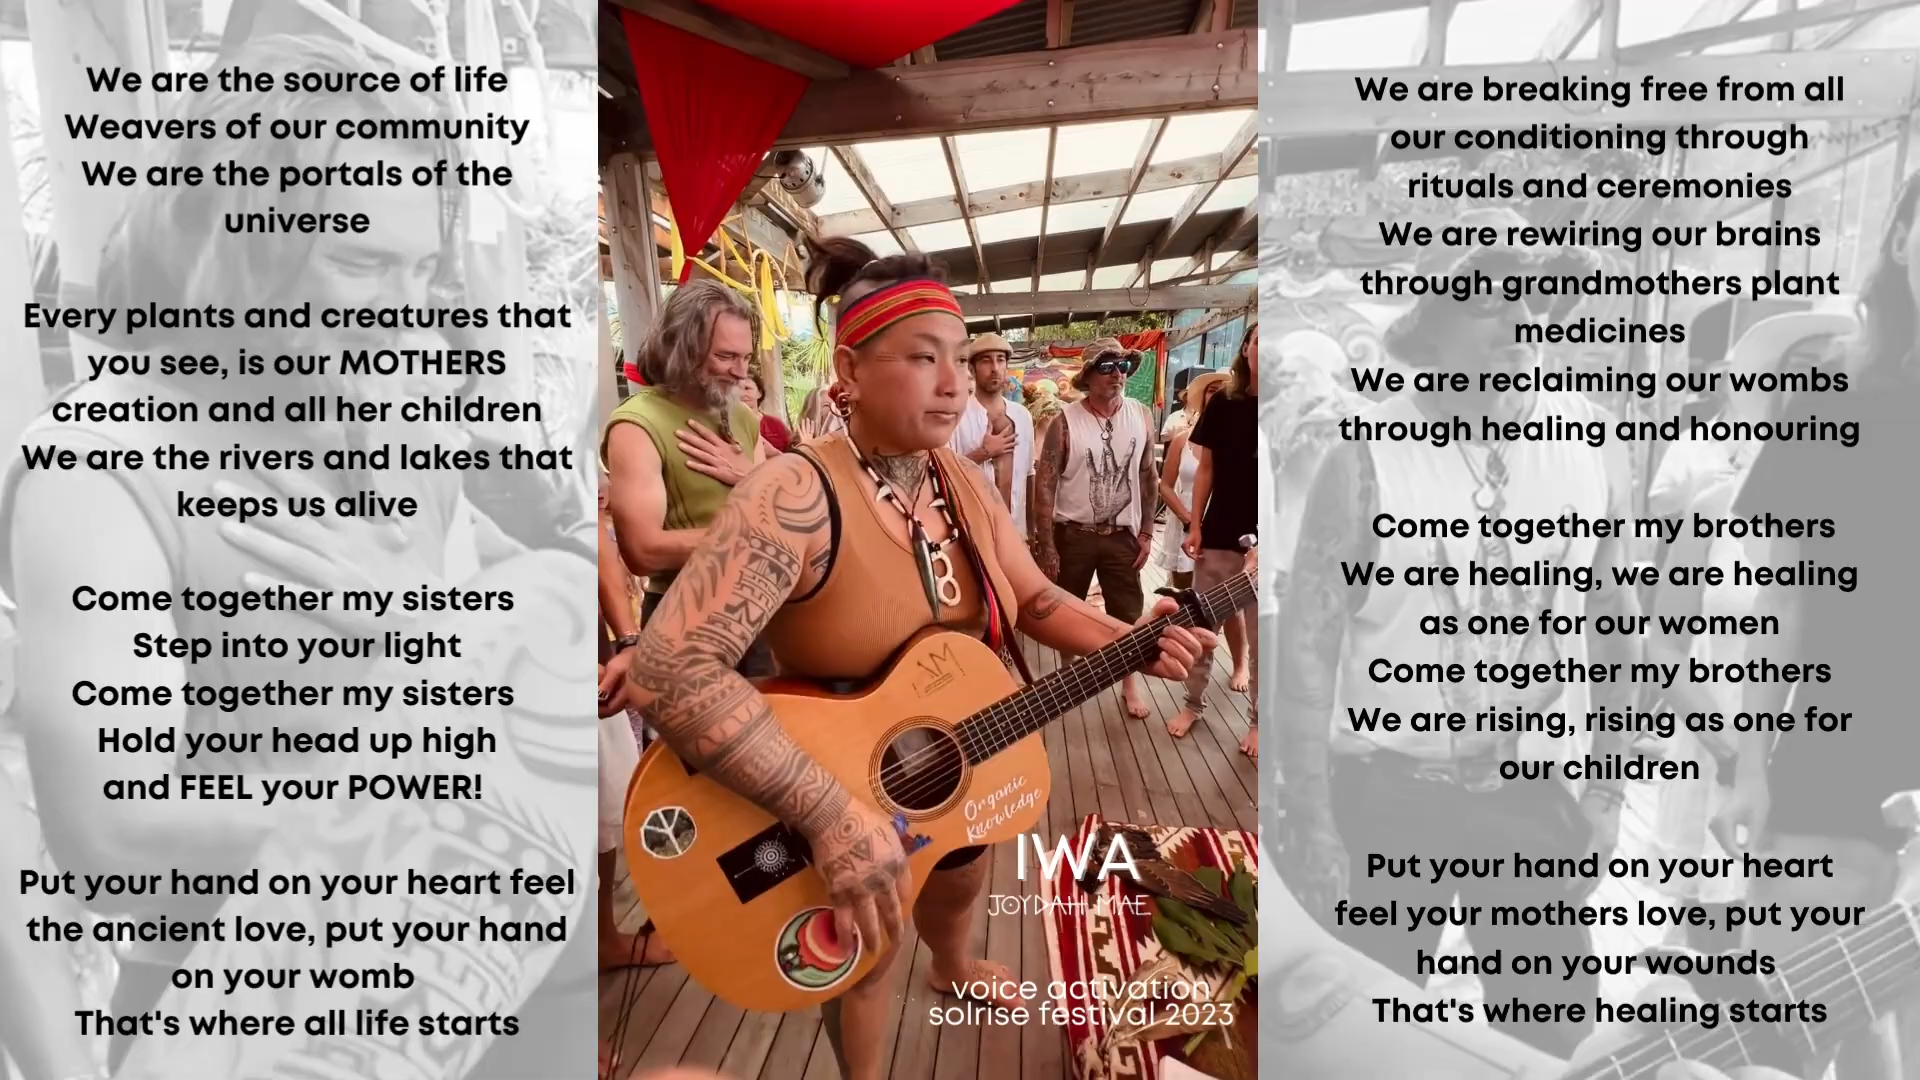 We are the source of life
Weavers of our community
We are the portals of the
universe
Every plants and creatures that
you see, is our MOTHERS
creation and all her children
We are the rivers and lakes that
keeps us alive
Come together my sisters
Step into your light
Come together my sisters
Hold your head up high
and FEEL your POWER!
Put your hand on your heart feel
the ancient love, put your hand
on your womb
That's where all life starts
Organic
Knowledge
IWA
JOYDAH MAE
voice activation
solrise festival 2023
We are breaking free from all
our conditioning through
rituals and ceremonies
We are rewiring our brains
through grandmothers plant
medicines
We are reclaiming our wombs
through healing and honouring
Come together my brothers
We are healing, we are healing
as one for our women
Come together my brothers
We are rising, rising as one for
our children
Put your hand on your heart
feel your mothers love, put your
hand on your wounds
That's where healing starts